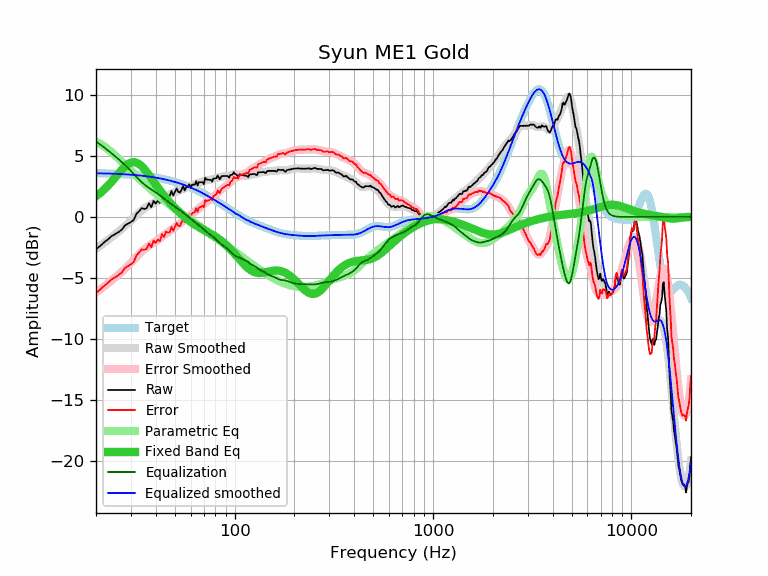 Syun ME1 Gold
Amplitude (dBr)
10
5
0
−5
−10
−15
−20
Target
Raw Smoothed
Error Smoothed
Raw
Error
Parametric Eq
Fixed Band Eq
Equalization
Equalized smoothed
100
1000
10000
Frequency (Hz)